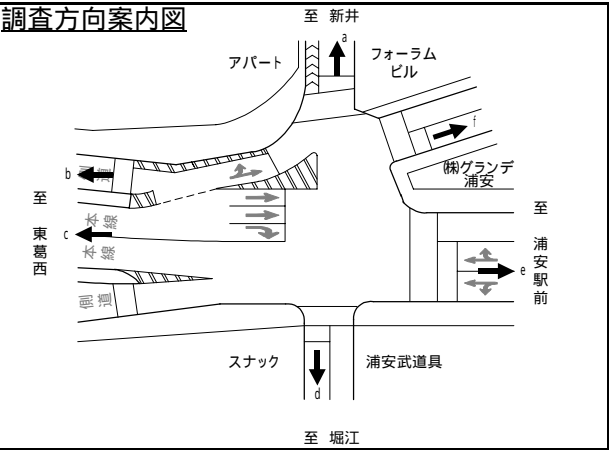 調査方向案内図
至 新井
a
アパート
フォーラム
ビル
f
(株)グランデ
浦安
b
側道
至
東葛西
本線
c
本線
側道
至
浦安駅前
e
スナック
浦安武道具
d
至 堀江